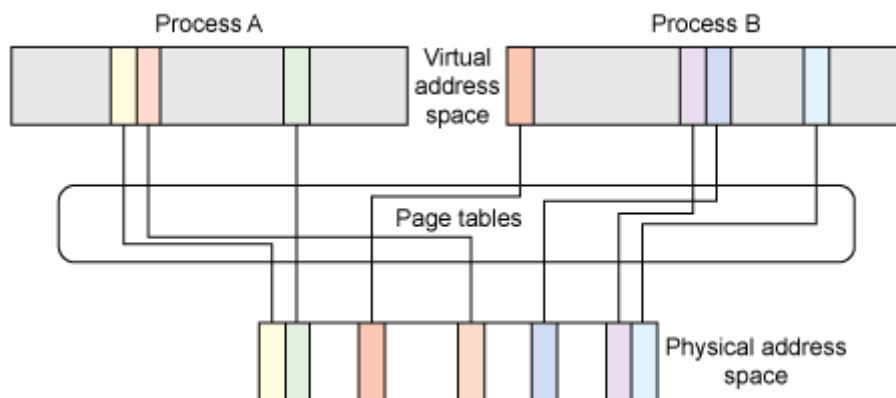 Process A
Process B
Virtual
address
space
Page tables
Physical address
space